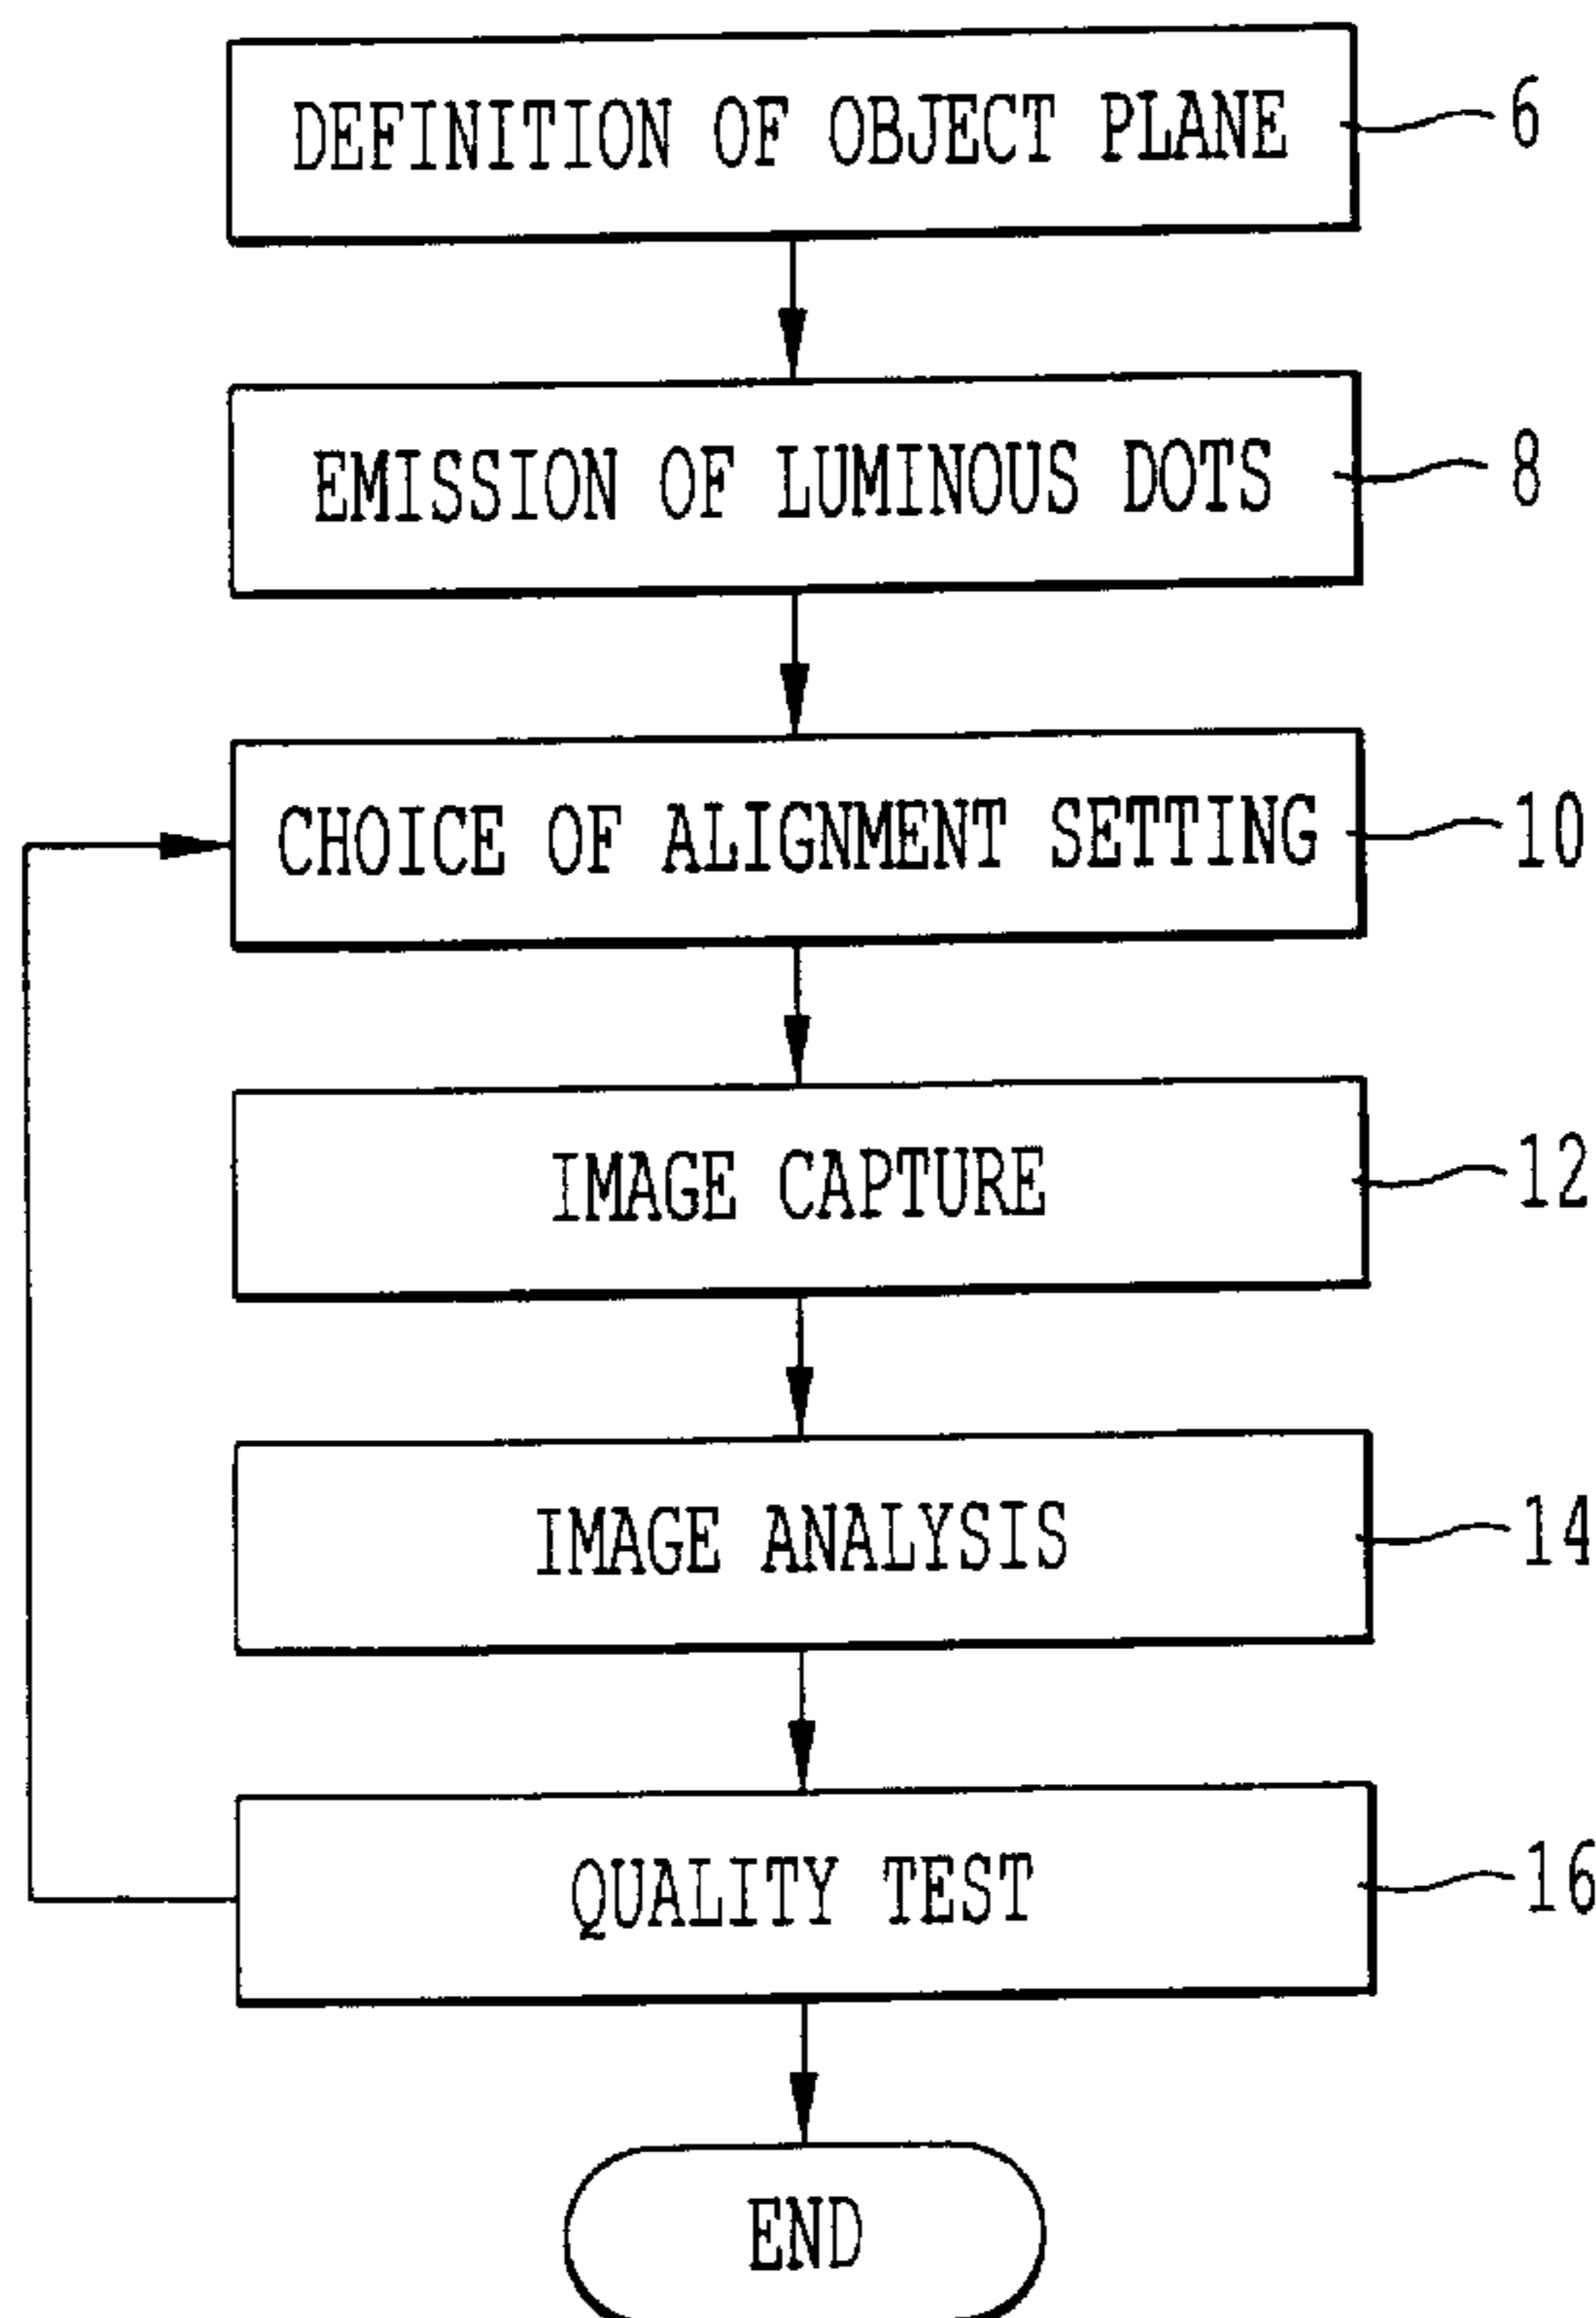 DEFINITION OF OBJECT PLANE
6
EMISSION OF LUMINOUS DOTS
8
CHOICE OF ALIGNMENT SETTING
10
IMAGE CAPTURE
12
IMAGE ANALYSIS
14
QUALITY TEST
16
END